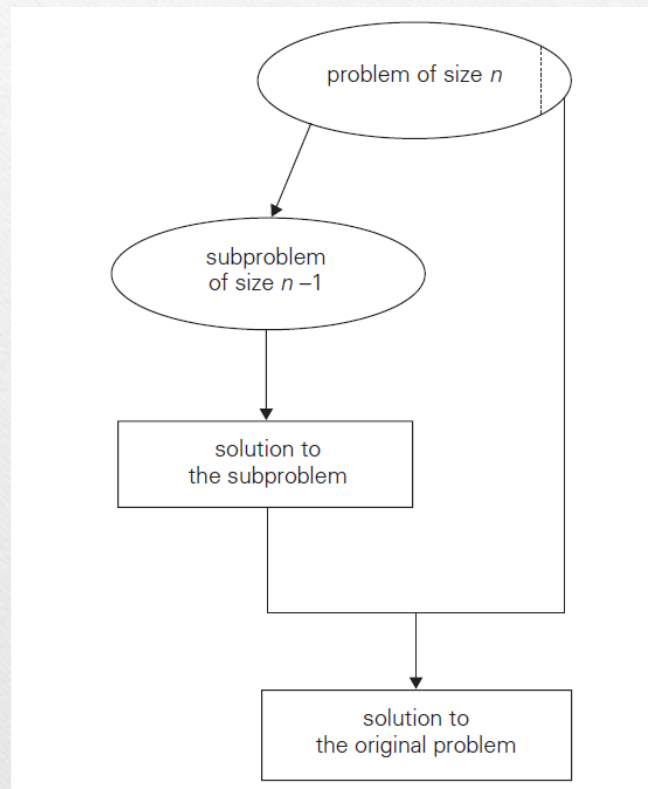 problem of size n
subproblem
of size n –1
solution to
the subproblem
solution to
the original problem